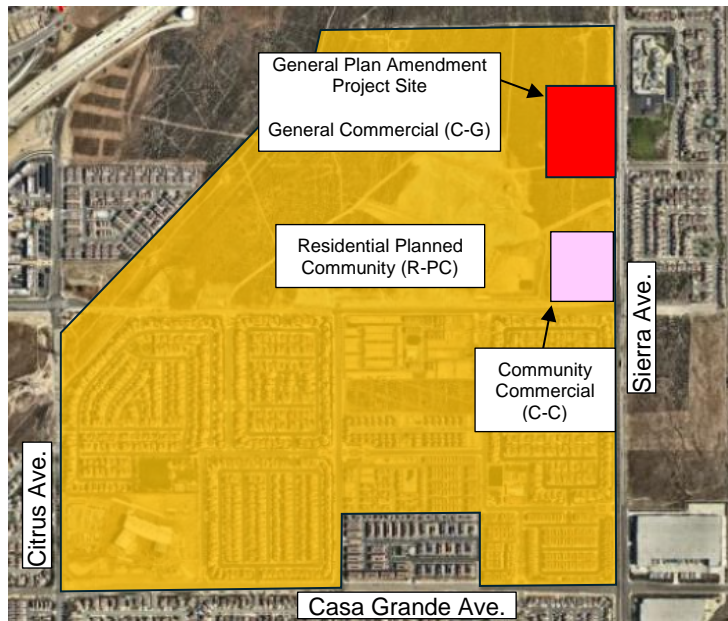 General Plan Amendment
Project Site
General Commercial (C-G)
Residential Planned
Community (R-PC)
Community
Commercial
(C-C)
Sierra Ave.
Citrus Ave.
Casa Grande Ave.